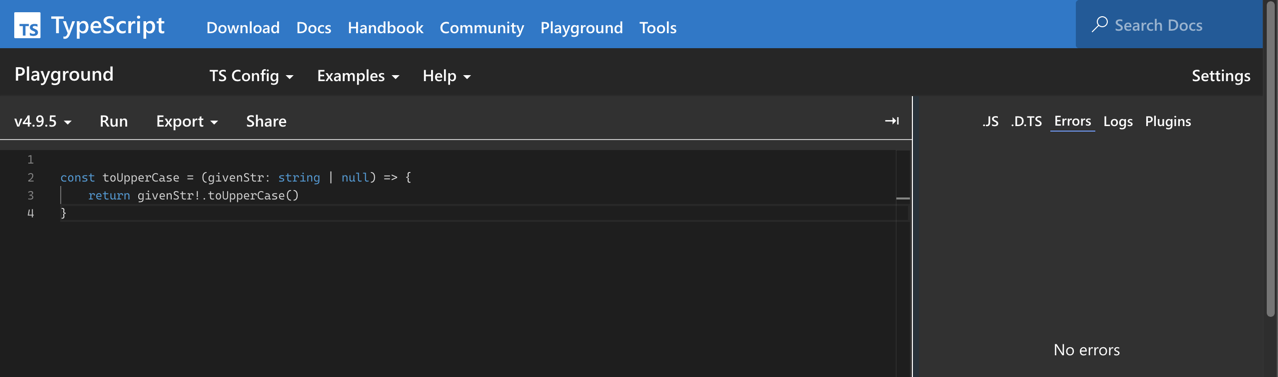 TS TypeScript Download Docs Handbook Community Playground Tools Search Docs
Playground TS Config Examples Help Settings
v4.9.5 Run Export Share .JS .D.TS Errors Logs Plugins
1
2 const toUpperCase = (givenStr: string | null) => {
3 return givenStr!.toUpperCase()
4 }
No errors